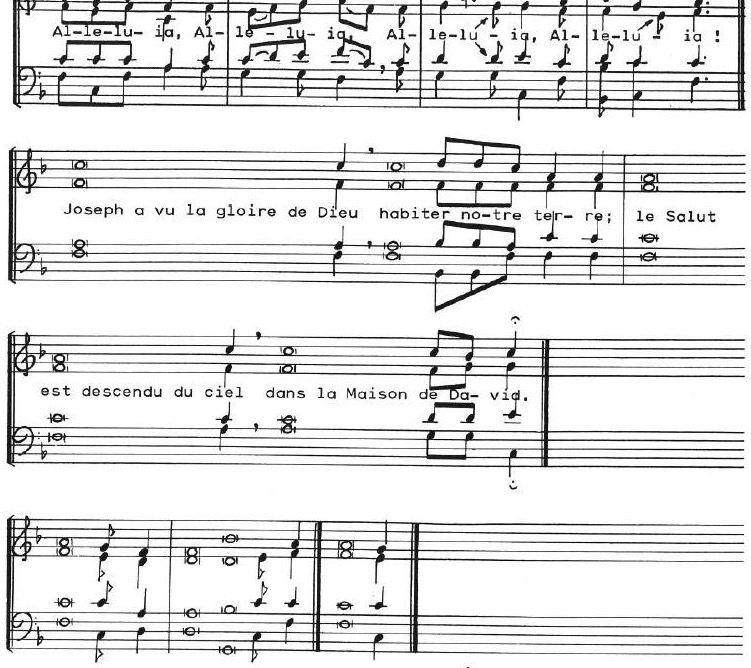 Al-le-lu- ia, Al- lé - lu- ia, Al- le-lu - ia, Al- le-lu - ia !
Joseph a vu la gloire de Dieu habiter no-tre ter- re; le Salut
est descendu du ciel dans la Maison de Da- vid.